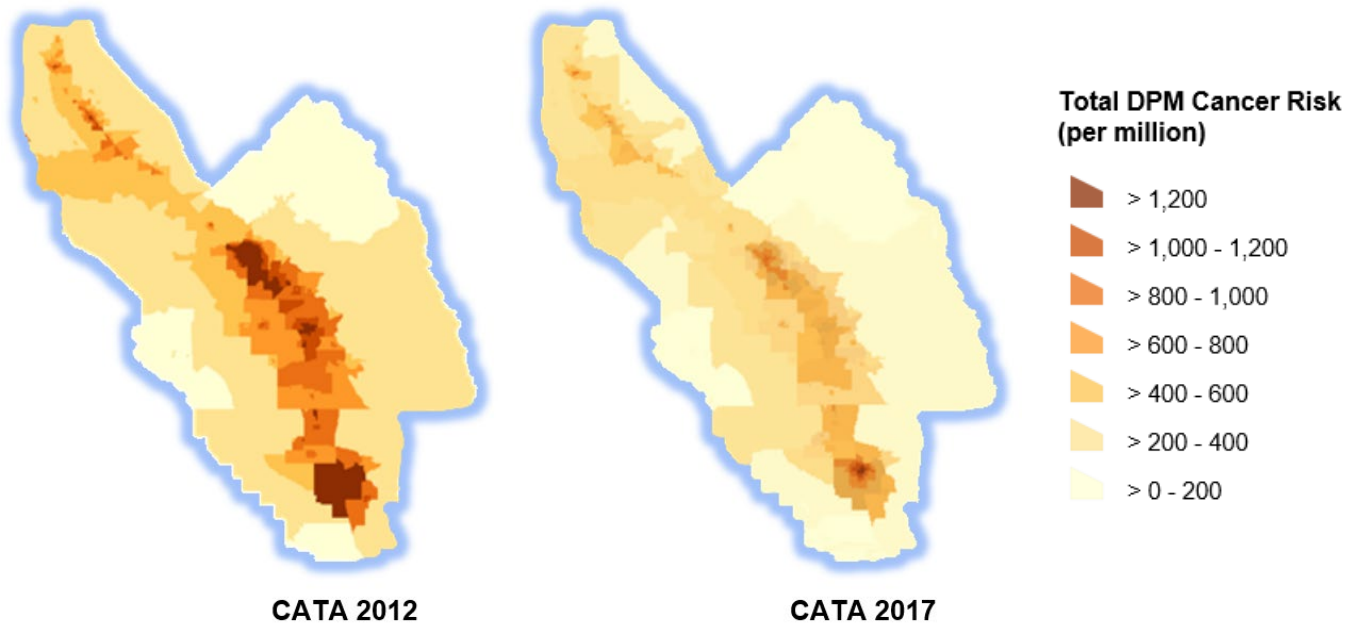 Total DPM Cancer Risk
(per million)
> 1,200
> 1,000 - 1,200
> 800 - 1,000
> 600 - 800
> 400 - 600
> 200 - 400
> 0 - 200
CATA 2012
CATA 2017